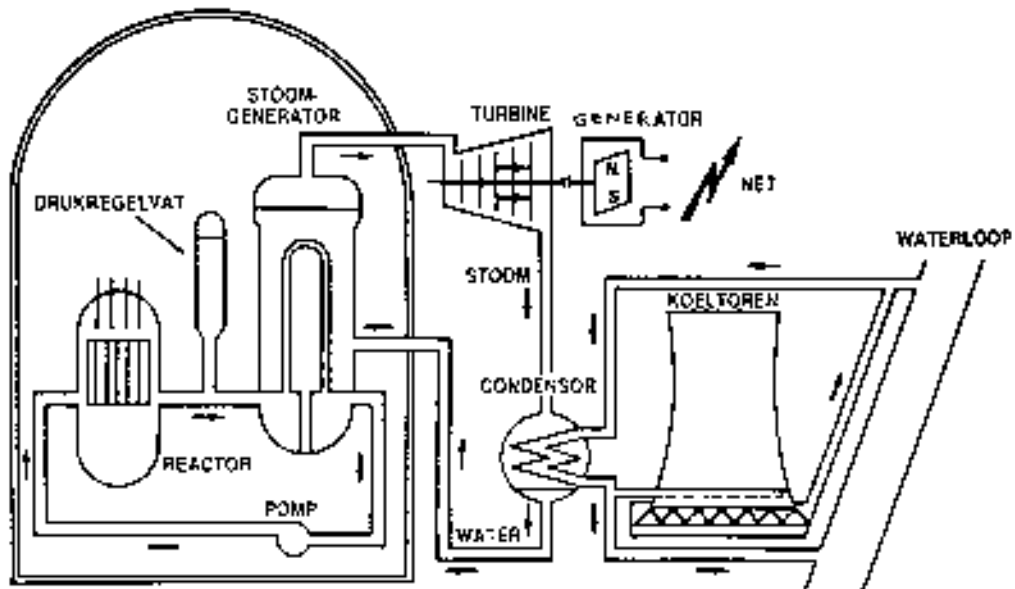 STOOM-
GENERATOR
TURBINE
GENERATOR
N
S
NET
DRUKREGELVAT
WATERLOOP
STOOM
KOELTOREN
CONDENSOR
REACTOR
POMP
WATER